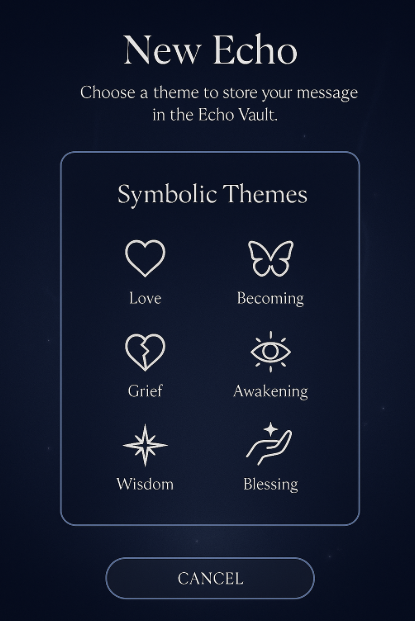 New Echo
Choose a theme to store your message
in the Echo Vault.
Symbolic Themes
Love
Becoming
Grief
Awakening
Wisdom
Blessing
CANCEL